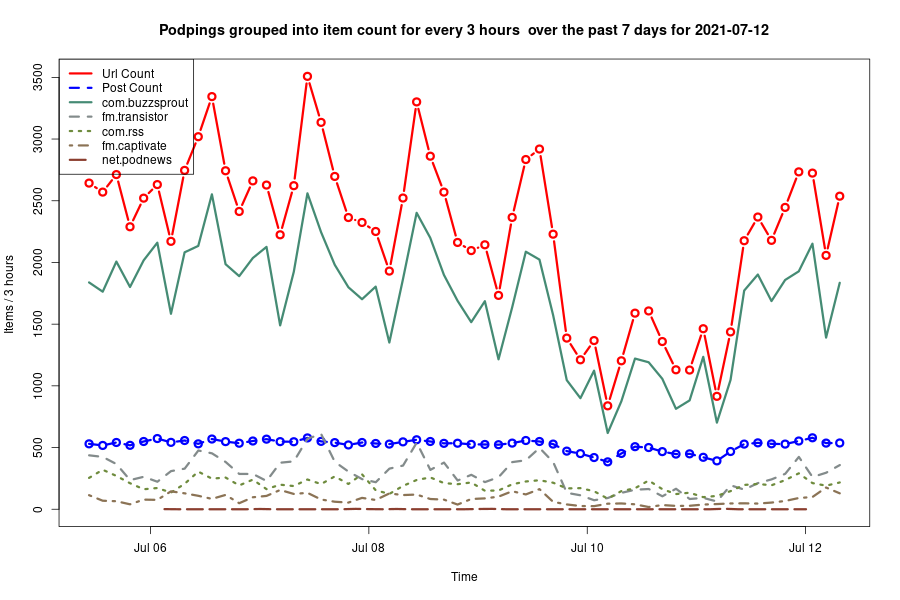 Podpings grouped into item count for every 3 hours  over the past 7 days for 2021-07-12
Url Count
Post Count
com.buzzsprout
fm.transistor
com.rss
fm.captivate
net.podnews
Items / 3 hours
3500
3000
2500
2000
1500
1000
500
0
Jul 06
Jul 08
Jul 10
Jul 12
Time